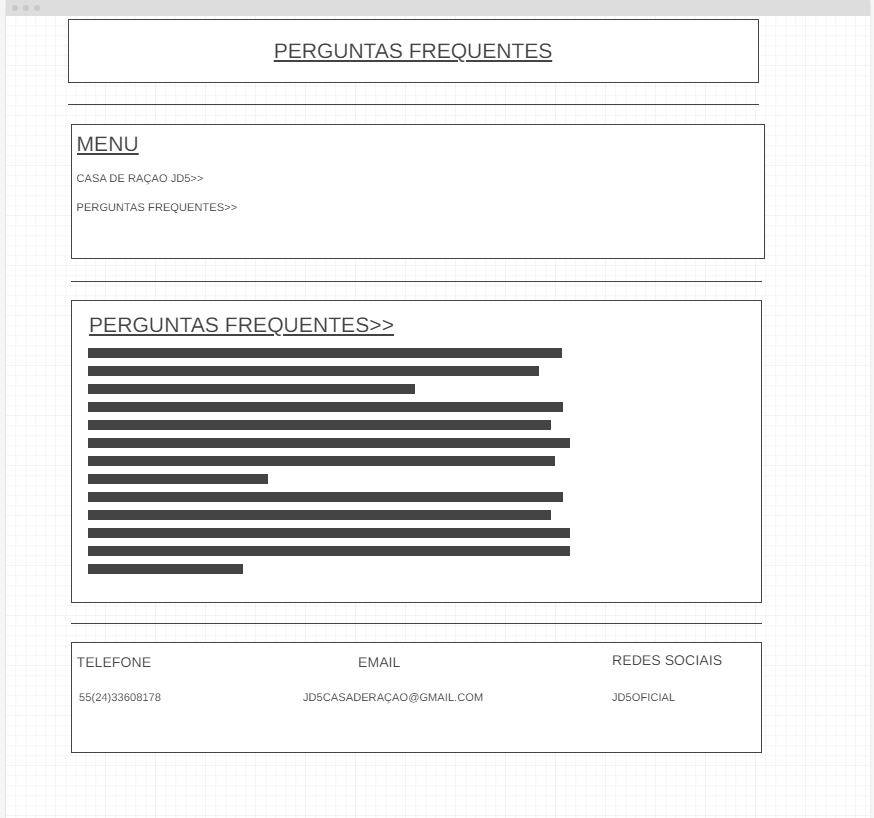 PERGUNTAS FREQUENTES
MENU
CASA DE RAÇAO JD5>>
PERGUNTAS FREQUENTES>>
PERGUNTAS FREQUENTES>>
TELEFONE EMAIL REDES SOCIAIS
55(24)33608178 JD5CASADERAÇAO@GMAIL.COM JD5OFICIAL